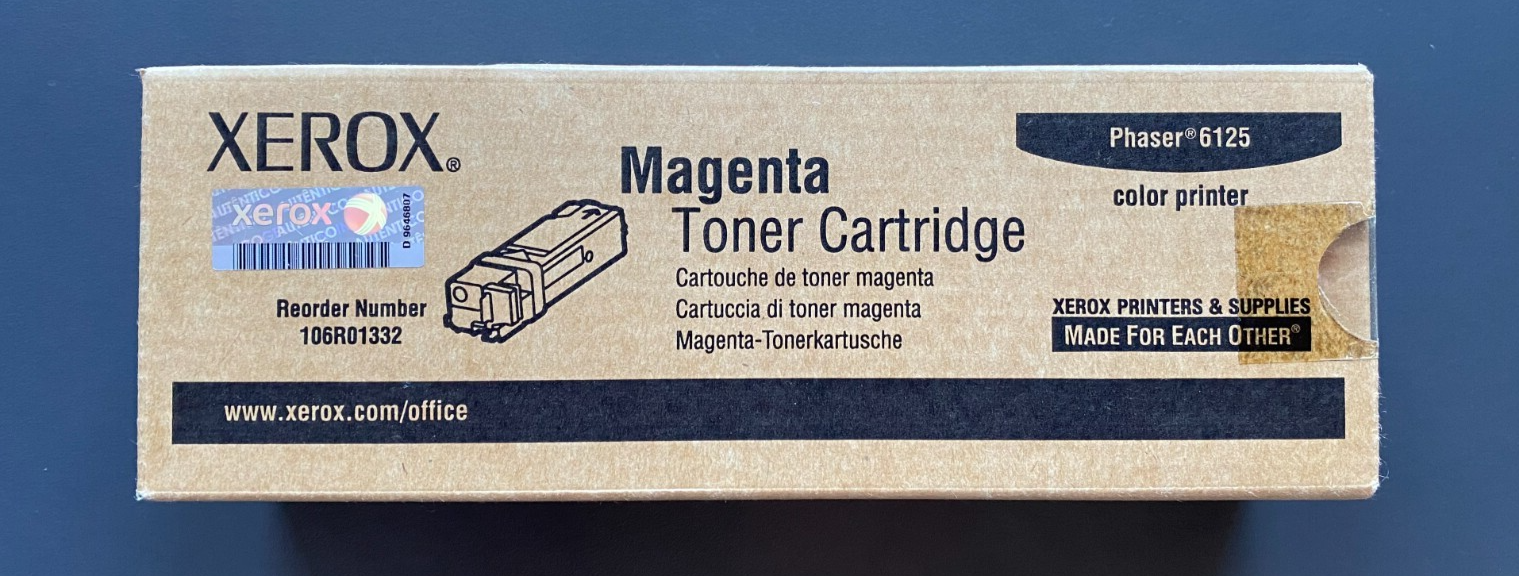 XEROX®
xerox
AUTÊNTICO
D 9646807
Reorder Number
106R01332
Magenta
Toner Cartridge
Cartouche de toner magenta
Cartuccia di toner magenta
Magenta-Tonerkartusche
Phaser® 6125
color printer
XEROX PRINTERS & SUPPLIES
MADE FOR EACH OTHER®
www.xerox.com/office